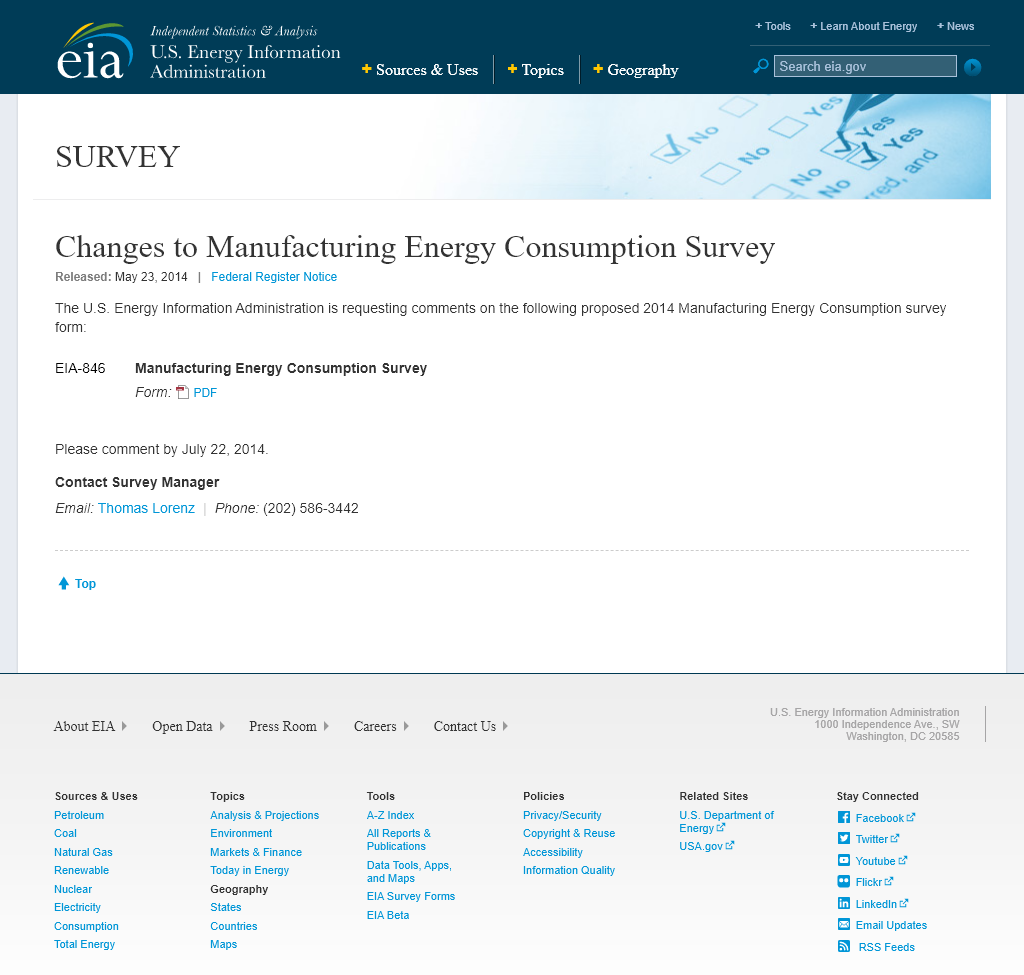 Independent Statistics & Analysis
U.S. Energy Information
Administration
eia
+ Sources & Uses
+ Topics
+ Geography
+ Tools
+ Learn About Energy
+ News
Search eia.gov
SURVEY
No
Yes
Yes
No
Yes
No
No
and
Changes to Manufacturing Energy Consumption Survey
Released: May 23, 2014 | Federal Register Notice
The U.S. Energy Information Administration is requesting comments on the following proposed 2014 Manufacturing Energy Consumption survey
form:
EIA-846 Manufacturing Energy Consumption Survey
Form: PDF
Please comment by July 22, 2014.
Contact Survey Manager
Email: Thomas Lorenz | Phone: (202) 586-3442
Top
About EIA
Open Data
Press Room
Careers
Contact Us
U.S. Energy Information Administration
1000 Independence Ave., SW
Washington, DC 20585
Sources & Uses
Petroleum
Coal
Natural Gas
Renewable
Nuclear
Electricity
Consumption
Total Energy
Topics
Analysis & Projections
Environment
Markets & Finance
Today in Energy
Geography
States
Countries
Maps
Tools
A-Z Index
All Reports &
Publications
Data Tools, Apps,
and Maps
EIA Survey Forms
EIA Beta
Policies
Privacy/Security
Copyright & Reuse
Accessibility
Information Quality
Related Sites
U.S. Department of
Energy
USA.gov
Stay Connected
Facebook
Twitter
Youtube
Flickr
LinkedIn
Email Updates
RSS Feeds